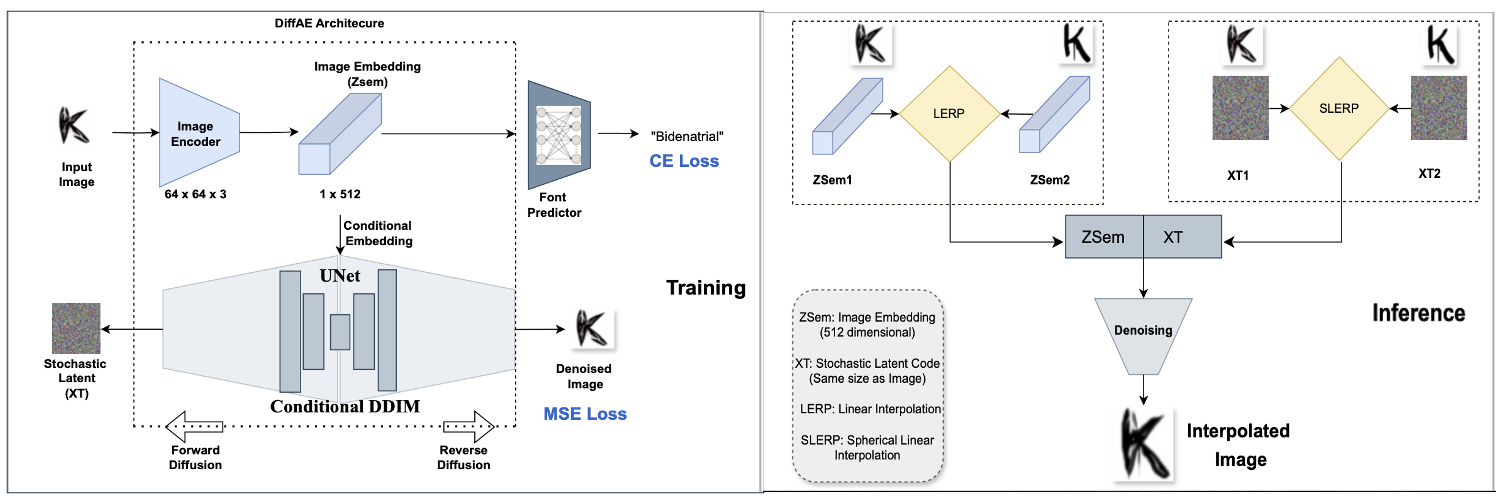 DiffAE Architecure
Image Embedding
(Zsem)
Image
Encoder
Input
Image
64 x 64 x 3
1 x 512
Font
Predictor
"Bidenatrial"
CE Loss
Conditional
Embedding
UNet
Training
Stochastic
Latent
(XT)
Denoised
Image
Conditional DDIM
MSE Loss
Forward
Diffusion
Reverse
Diffusion
K
K
K
K
LERP
SLERP
ZSem1
ZSem2
XT1
XT2
ZSem
XT
ZSem: Image Embedding
(512 dimensional)
XT: Stochastic Latent Code
(Same size as Image)
LERP: Linear Interpolation
SLERP: Spherical Linear
Interpolation
Denoising
Inference
K
Interpolated
Image
K
K